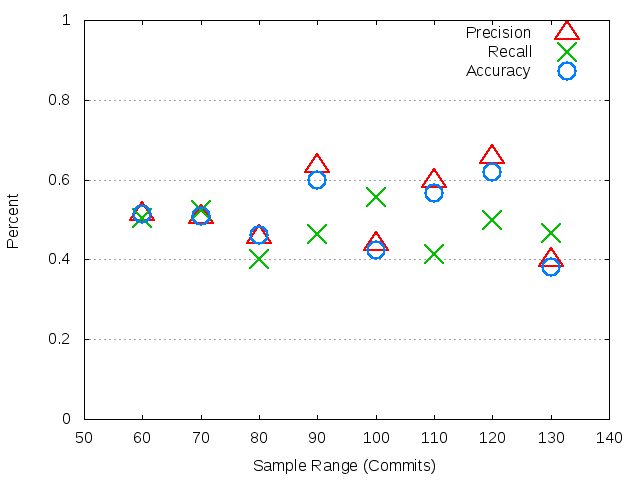 Precision
Recall
Accuracy
1
0.8
0.6
0.4
0.2
0
Percent
50 60 70 80 90 100 110 120 130 140
Sample Range (Commits)